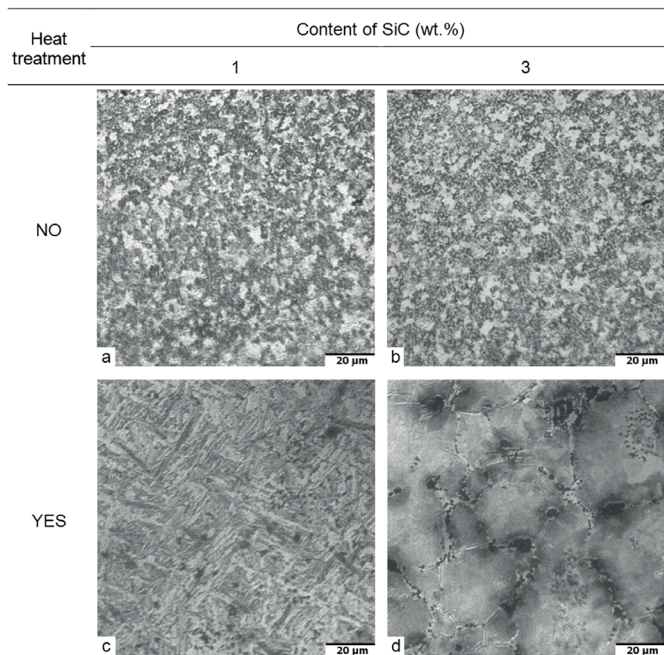 Heat
treatment
Content of SiC (wt.%)
1
3
NO
a
20 µm
b
20 µm
YES
c
20 µm
d
20 µm